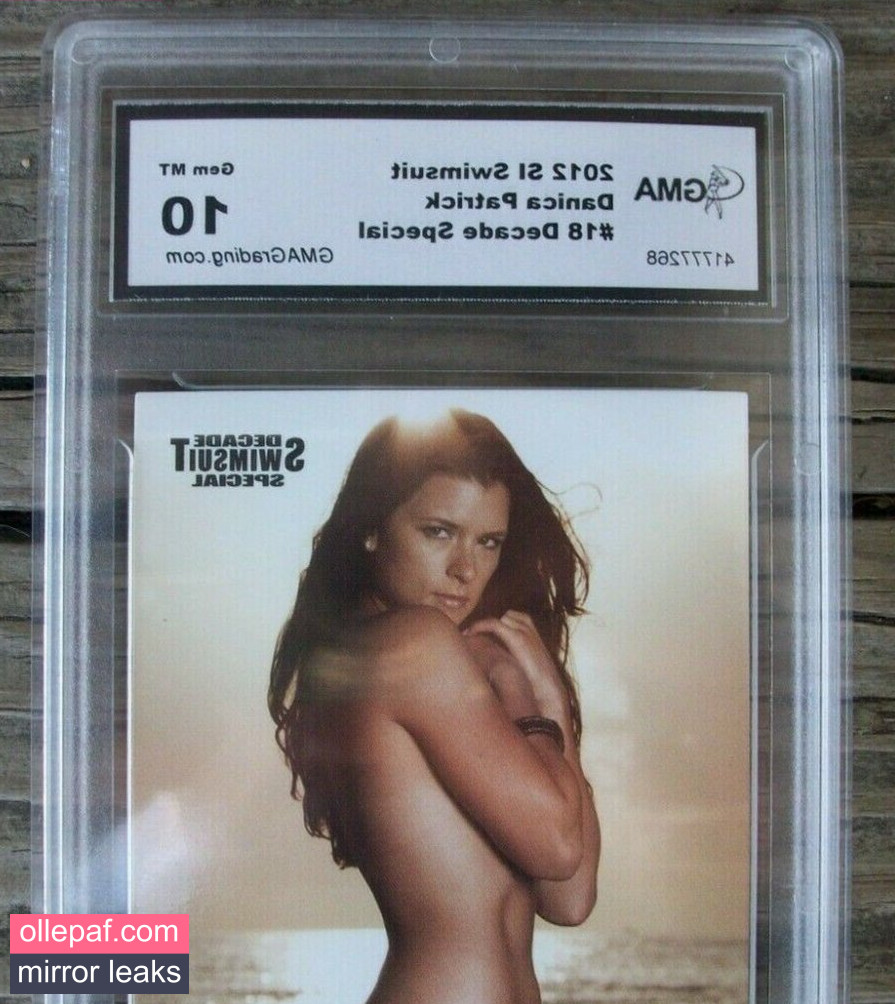 GMA
41777268
2012 SI Swimsuit
Danica Patrick
#18 Decade Special
Gem MT
10
GMAGrading.com
DECADE
SWIMSUIT
SPECIAL
ollepaf.com
mirror leaks